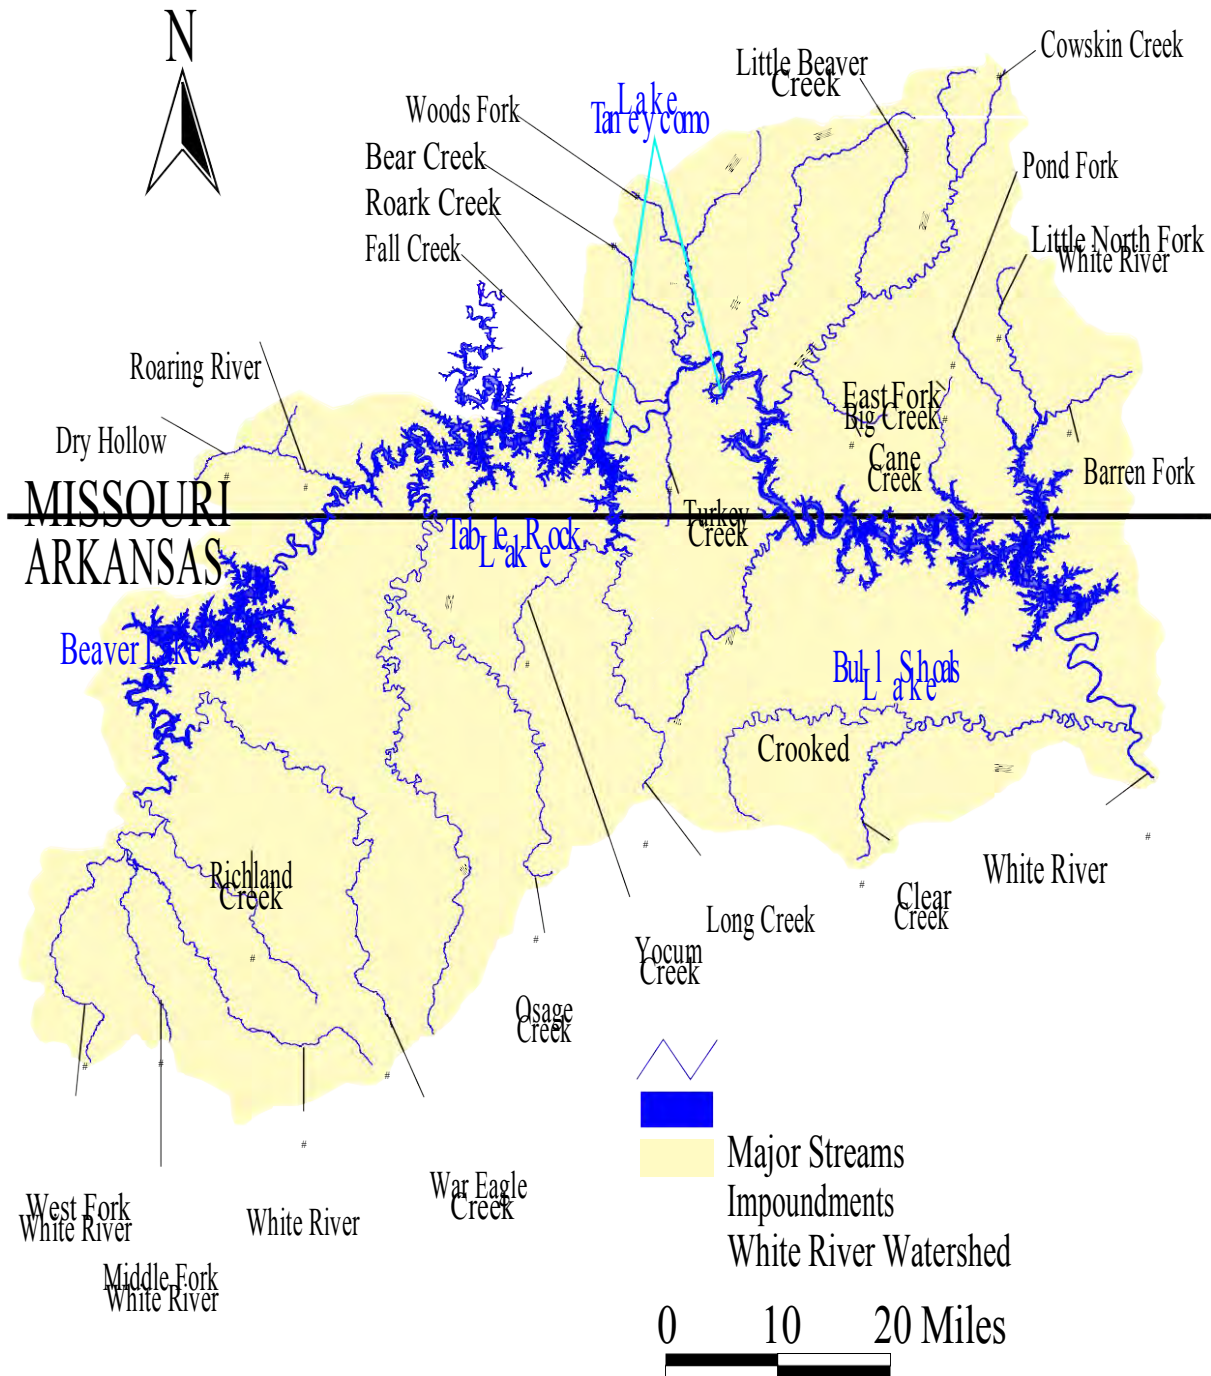 N
Cowskin Creek
Little Beaver
Creek
Lake
Taneycomo
Woods Fork
Bear Creek
Pond Fork
Roark Creek
Fall Creek
Little North Fork
White River
Roaring River
East Fork
Big Creek
Dry Hollow
Cane
Creek
Barren Fork
MISSOURI
Turkey
Creek
Table Rock
Lake
ARKANSAS
Beaver Lake
Bull Shoals
Lake
Crooked
Richland
Creek
White River
Clear
Creek
Long Creek
Yocum
Creek
Osage
Creek
Major Streams
War Eagle
Creek
Impoundments
West Fork
White River
White River
White River Watershed
Middle Fork
White River
0 10 20 Miles